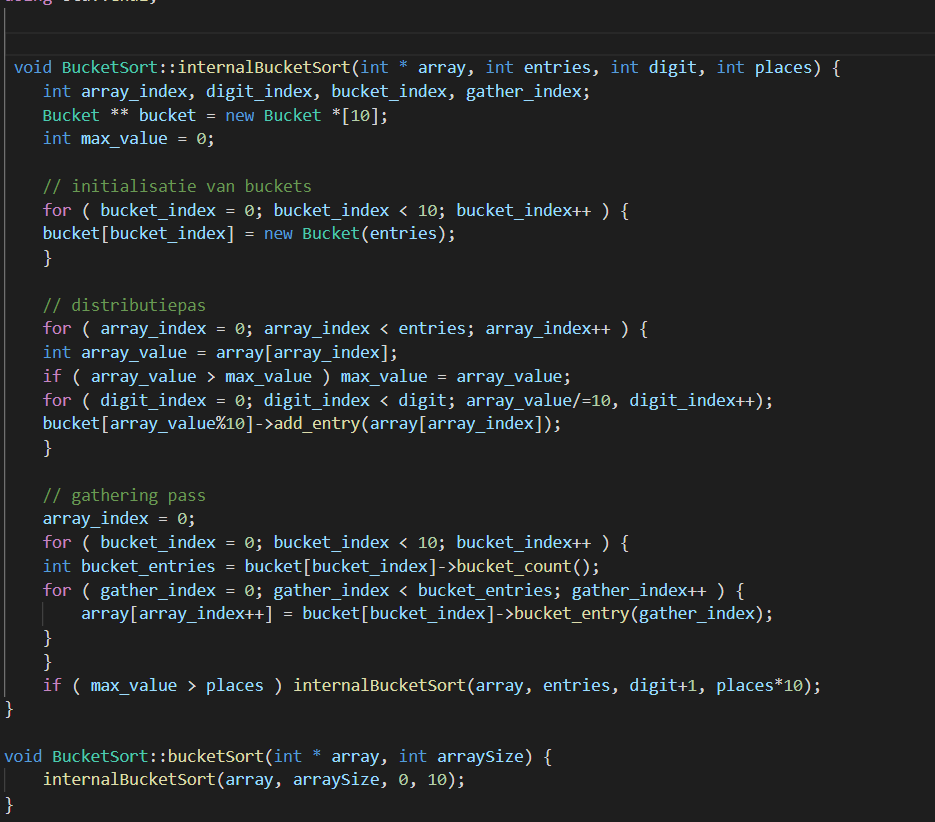 void BucketSort::internalBucketSort(int * array, int entries, int digit, int places) {
int array_index, digit_index, bucket_index, gather_index;
Bucket ** bucket = new Bucket *[10];
int max_value = 0;
// initialisatie van buckets
for ( bucket_index = 0; bucket_index < 10; bucket_index++ ) {
bucket[bucket_index] = new Bucket(entries);
}
// distributiepas
for ( array_index = 0; array_index < entries; array_index++ ) {
int array_value = array[array_index];
if ( array_value > max_value ) max_value = array_value;
for ( digit_index = 0; digit_index < digit; array_value/=10, digit_index++);
bucket[array_value%10]->add_entry(array[array_index]);
}
// gathering pass
array_index = 0;
for ( bucket_index = 0; bucket_index < 10; bucket_index++ ) {
int bucket_entries = bucket[bucket_index]->bucket_count();
for ( gather_index = 0; gather_index < bucket_entries; gather_index++ ) {
array[array_index++] = bucket[bucket_index]->bucket_entry(gather_index);
}
}
if ( max_value > places ) internalBucketSort(array, entries, digit+1, places*10);
}
void BucketSort::bucketSort(int * array, int arraySize) {
internalBucketSort(array, arraySize, 0, 10);
}